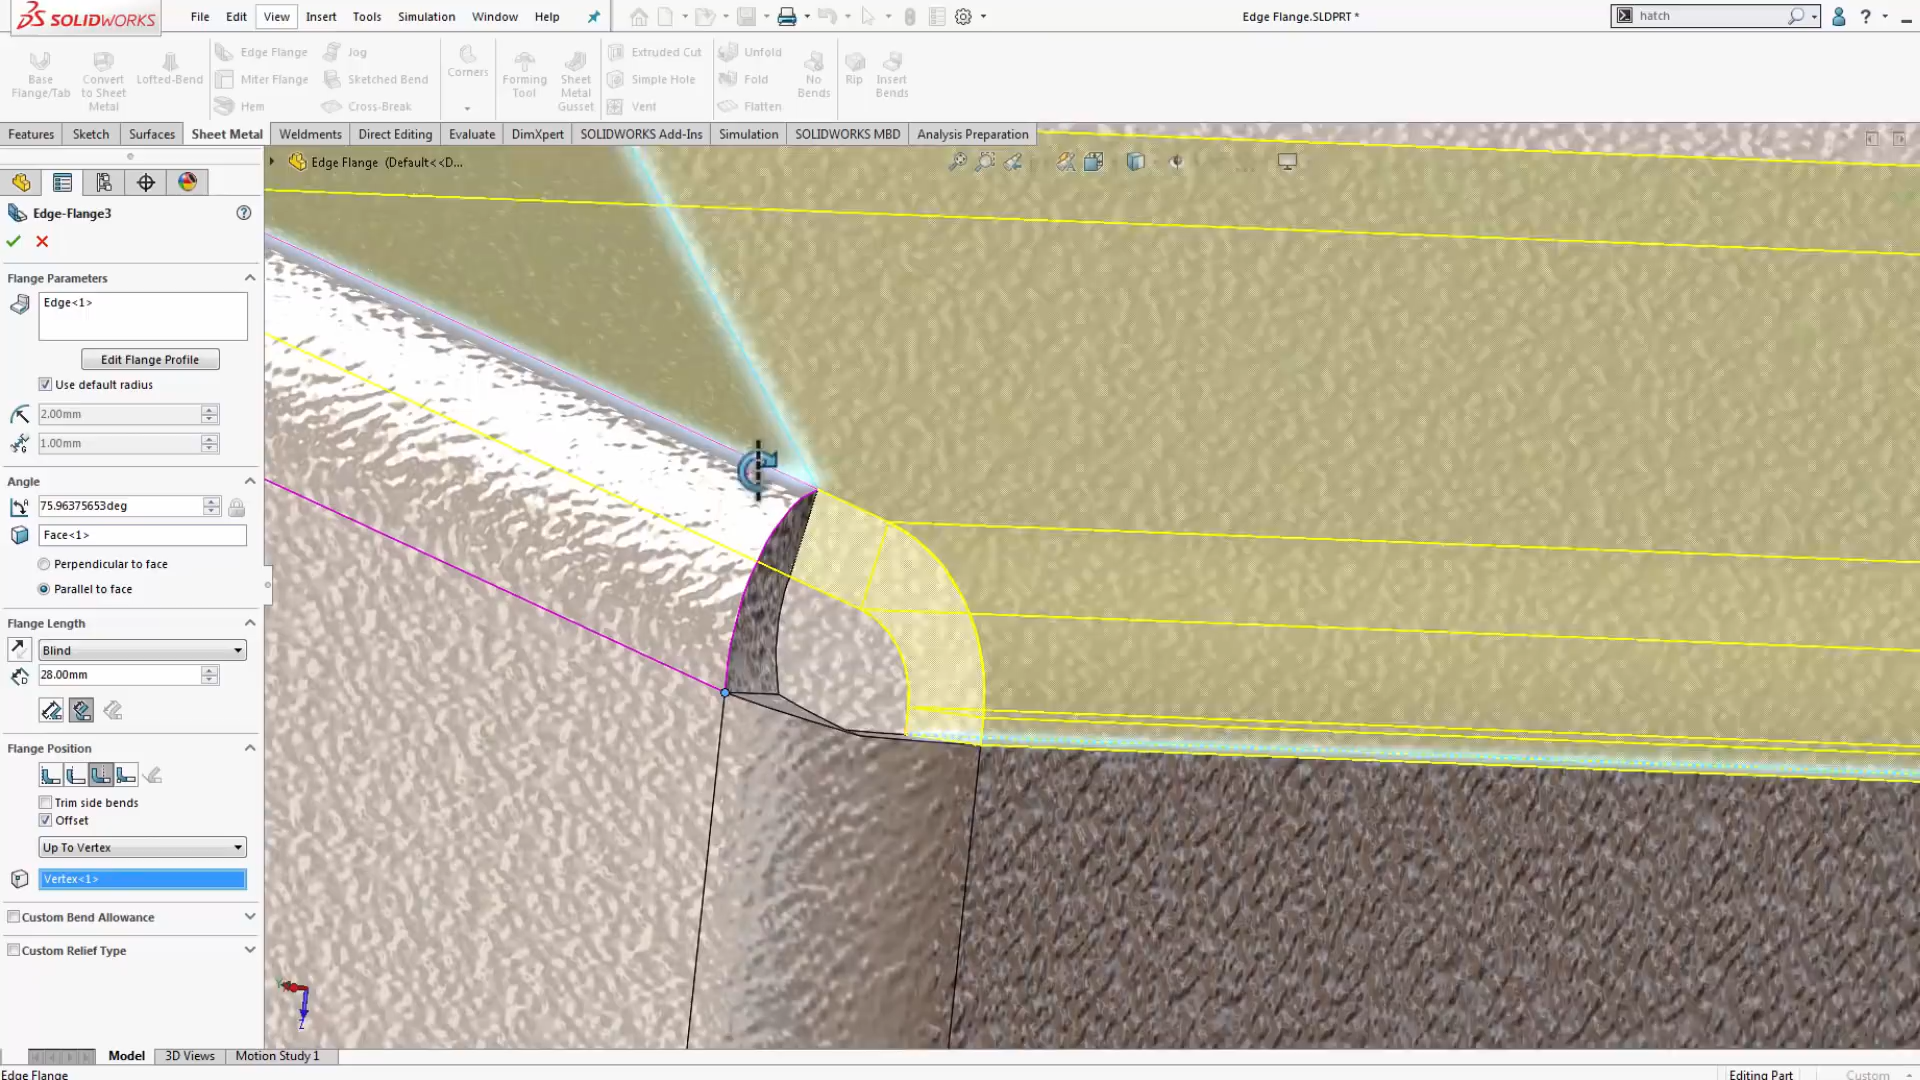 SOLIDWORKS
File Edit View Insert Tools Simulation Window Help
Edge Flange.SLDPRT *
hatch
Base Flange/Tab
Convert to Sheet Metal
Lofted-Bend
Edge Flange
Miter Flange
Hem
Jog
Sketched Bend
Cross-Break
Corners
Forming Tool
Sheet Metal Gusset
Extruded Cut
Simple Hole
Vent
Unfold
Fold
Flatten
No Bends
Rip
Insert Bends
Features Sketch Surfaces Sheet Metal Weldments Direct Editing Evaluate DimXpert SOLIDWORKS Add-Ins Simulation SOLIDWORKS MBD Analysis Preparation
Edge Flange (Default<<D...
Edge-Flange3
Flange Parameters
Edge<1>
Edit Flange Profile
Use default radius
2.00mm
1.00mm
Angle
75.96375653deg
Face<1>
Perpendicular to face
Parallel to face
Flange Length
Blind
28.00mm
Flange Position
Trim side bends
Offset
Up To Vertex
Vertex<1>
Custom Bend Allowance
Custom Relief Type
Z
Model 3D Views Motion Study 1
Edge Flange
Editing Part
Custom